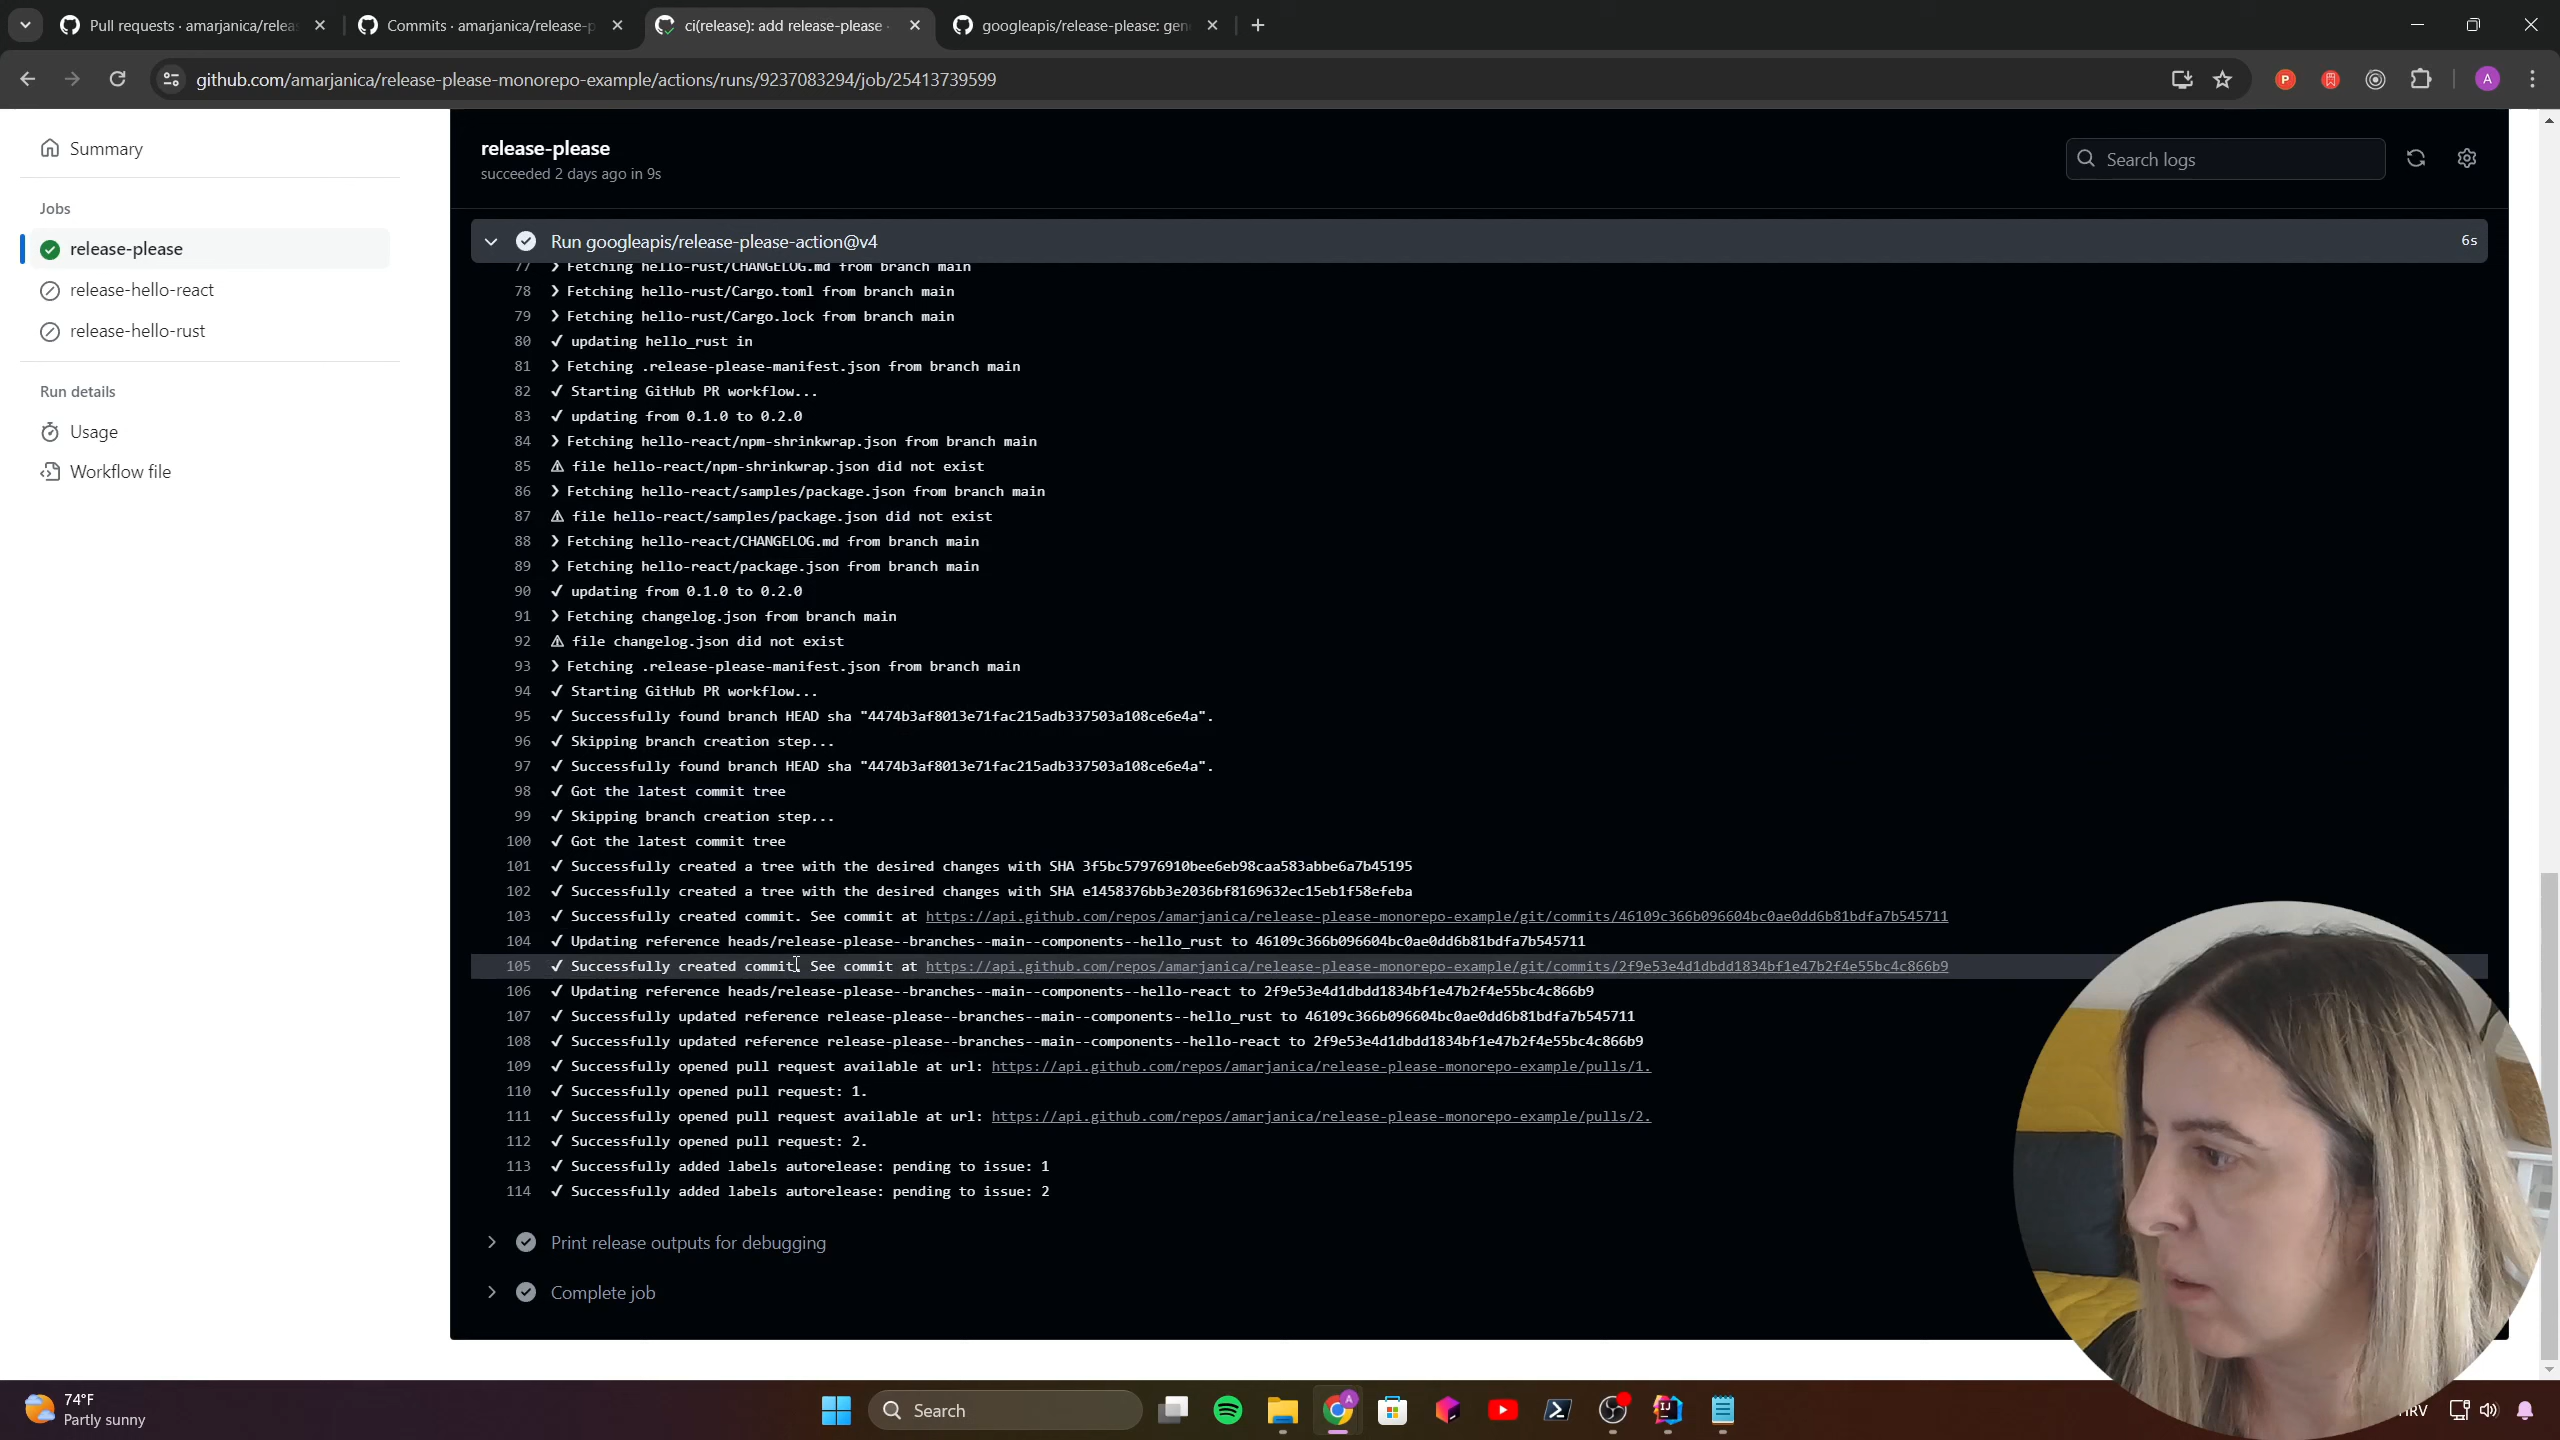 Pull requests · amarjanica/relea
Commits · amarjanica/release-p
ci(release): add release-please ·
googleapis/release-please: gen
github.com/amarjanica/release-please-monorepo-example/actions/runs/9237083294/job/25413739599
P
A
Summary
Jobs
release-please
release-hello-react
release-hello-rust
Run details
Usage
Workflow file
release-please
succeeded 2 days ago in 9s
Search logs
Run googleapis/release-please-action@v4
6s
77 ❯ Fetching hello-rust/CHANGELOG.md from branch main
78 ❯ Fetching hello-rust/Cargo.toml from branch main
79 ❯ Fetching hello-rust/Cargo.lock from branch main
80 ✔ updating hello_rust in
81 ❯ Fetching .release-please-manifest.json from branch main
82 ✔ Starting GitHub PR workflow...
83 ✔ updating from 0.1.0 to 0.2.0
84 ❯ Fetching hello-react/npm-shrinkwrap.json from branch main
85 ⚠ file hello-react/npm-shrinkwrap.json did not exist
86 ❯ Fetching hello-react/samples/package.json from branch main
87 ⚠ file hello-react/samples/package.json did not exist
88 ❯ Fetching hello-react/CHANGELOG.md from branch main
89 ❯ Fetching hello-react/package.json from branch main
90 ✔ updating from 0.1.0 to 0.2.0
91 ❯ Fetching changelog.json from branch main
92 ⚠ file changelog.json did not exist
93 ❯ Fetching .release-please-manifest.json from branch main
94 ✔ Starting GitHub PR workflow...
95 ✔ Successfully found branch HEAD sha "4474b3af8013e71fac215adb337503a108ce6e4a".
96 ✔ Skipping branch creation step...
97 ✔ Successfully found branch HEAD sha "4474b3af8013e71fac215adb337503a108ce6e4a".
98 ✔ Got the latest commit tree
99 ✔ Skipping branch creation step...
100 ✔ Got the latest commit tree
101 ✔ Successfully created a tree with the desired changes with SHA 3f5bc57976910bee6eb98caa583abbe6a7b45195
102 ✔ Successfully created a tree with the desired changes with SHA e1458376bb3e2036bf8169632ec15eb1f58efeba
103 ✔ Successfully created commit. See commit at https://api.github.com/repos/amarjanica/release-please-monorepo-example/git/commits/46109c366b096604bc0ae0dd6b81bdfa7b545711
104 ✔ Updating reference heads/release-please--branches--main--components--hello_rust to 46109c366b096604bc0ae0dd6b81bdfa7b545711
105 ✔ Successfully created commit. See commit at https://api.github.com/repos/amarjanica/release-please-monorepo-example/git/commits/2f9e53e4d1dbdd1834bf1e47b2f4e55bc4c866b9
106 ✔ Updating reference heads/release-please--branches--main--components--hello-react to 2f9e53e4d1dbdd1834bf1e47b2f4e55bc4c866b9
107 ✔ Successfully updated reference release-please--branches--main--components--hello_rust to 46109c366b096604bc0ae0dd6b81bdfa7b545711
108 ✔ Successfully updated reference release-please--branches--main--components--hello-react to 2f9e53e4d1dbdd1834bf1e47b2f4e55bc4c866b9
109 ✔ Successfully opened pull request available at url: https://api.github.com/repos/amarjanica/release-please-monorepo-example/pulls/1.
110 ✔ Successfully opened pull request: 1.
111 ✔ Successfully opened pull request available at url: https://api.github.com/repos/amarjanica/release-please-monorepo-example/pulls/2.
112 ✔ Successfully opened pull request: 2.
113 ✔ Successfully added labels autorelease: pending to issue: 1
114 ✔ Successfully added labels autorelease: pending to issue: 2
Print release outputs for debugging
Complete job
74°F
Partly sunny
Search
A
IJ
HRV